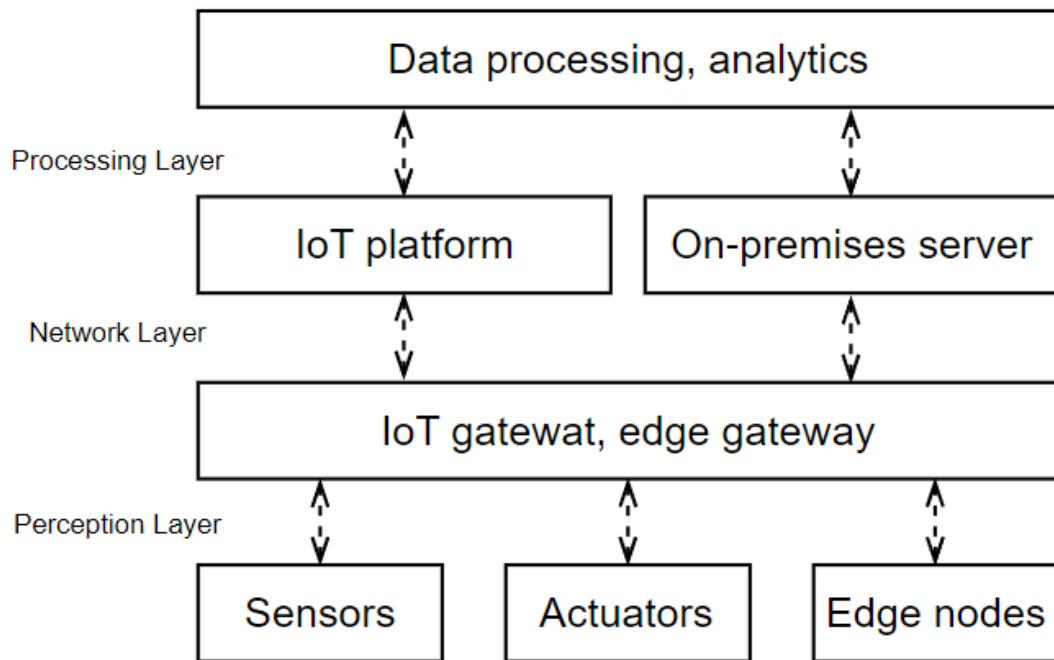 Data processing, analytics
Processing Layer
IoT platform
On-premises server
Network Layer
IoT gatewat, edge gateway
Perception Layer
Sensors
Actuators
Edge nodes